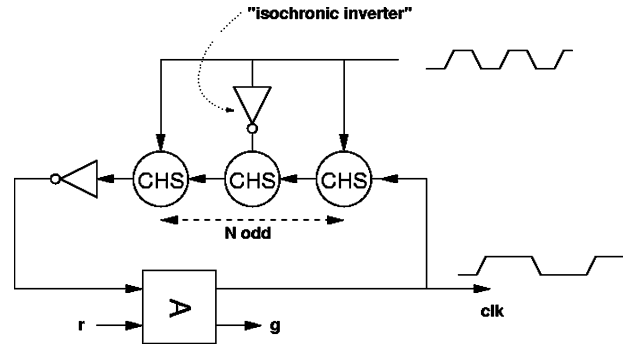 "isochronic inverter"
CHS
CHS
CHS
N odd
A
clk
r
g